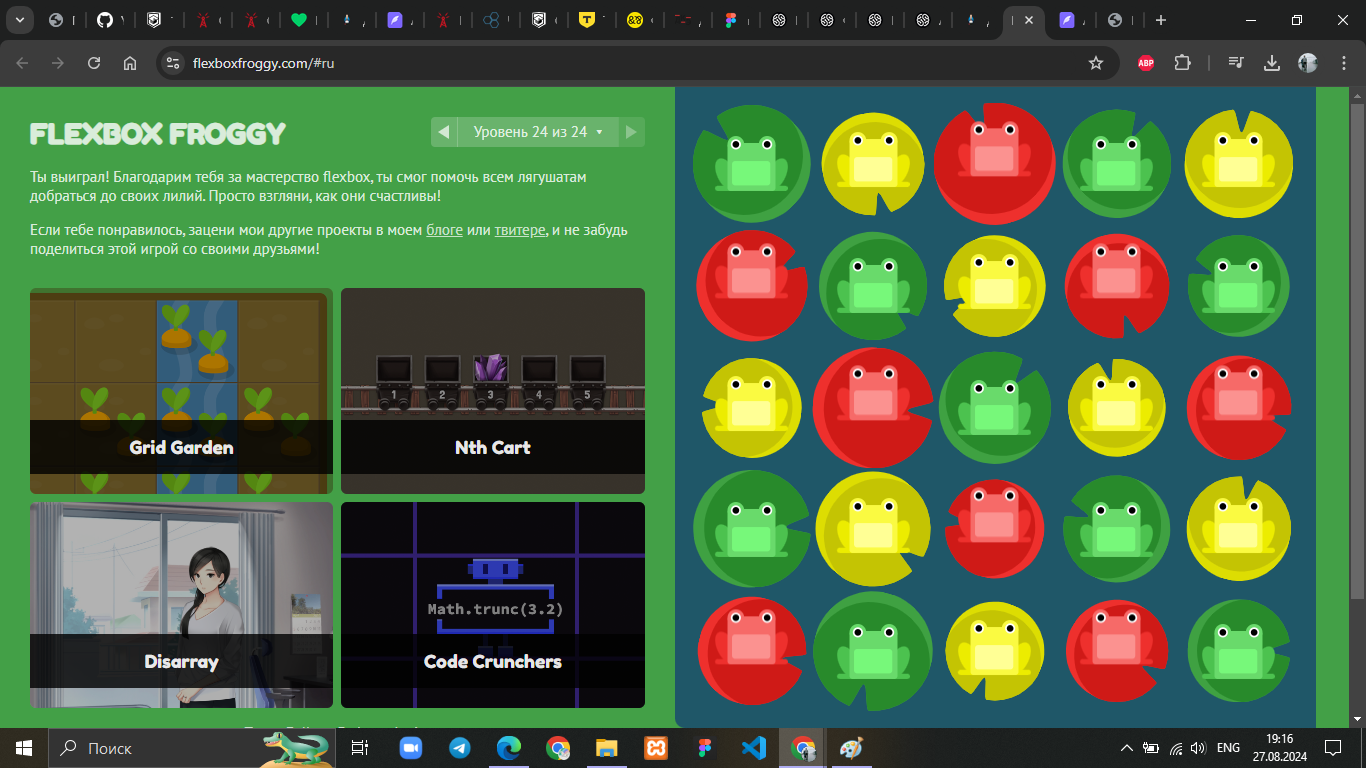 flexboxfroggy.com/#ru
ABP
FLEXBOX FROGGY
Уровень 24 из 24
Ты выиграл! Благодарим тебя за мастерство flexbox, ты смог помочь всем лягушатам
добраться до своих лилий. Просто взгляни, как они счастливы!
Если тебе понравилось, зацени мои другие проекты в моем блоге или твитере, и не забудь
поделиться этой игрой со своими друзьями!
1 2 3 4 5
Grid Garden
Nth Cart
Math.trunc(3.2)
Disarray
Code Crunchers
Поиск
ENG
19:16
27.08.2024